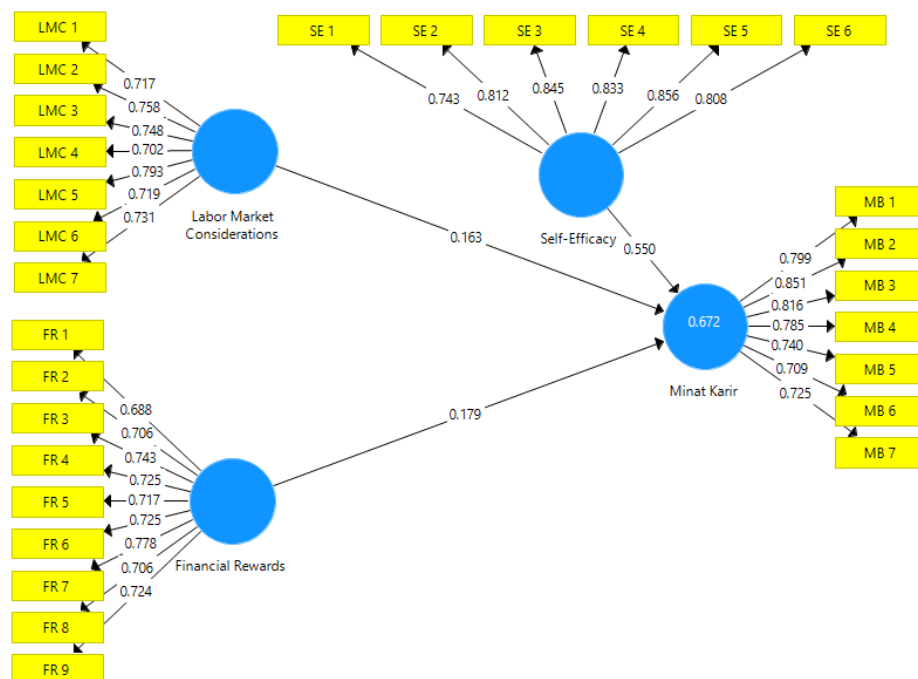 LMC 1
LMC 2
LMC 3
LMC 4
LMC 5
LMC 6
LMC 7
0.717
0.758
0.748
0.702
0.793
0.719
0.731
Labor Market
Considerations
SE 1
SE 2
SE 3
SE 4
SE 5
SE 6
0.743
0.812
0.845
0.833
0.856
0.808
Self-Efficacy
0.163
0.550
0.179
FR 1
FR 2
FR 3
FR 4
FR 5
FR 6
FR 7
FR 8
FR 9
0.688
0.706
0.743
0.725
0.717
0.725
0.778
0.706
0.724
Financial Rewards
0.672
Minat Karir
0.799
0.851
0.816
0.785
0.740
0.709
0.725
MB 1
MB 2
MB 3
MB 4
MB 5
MB 6
MB 7